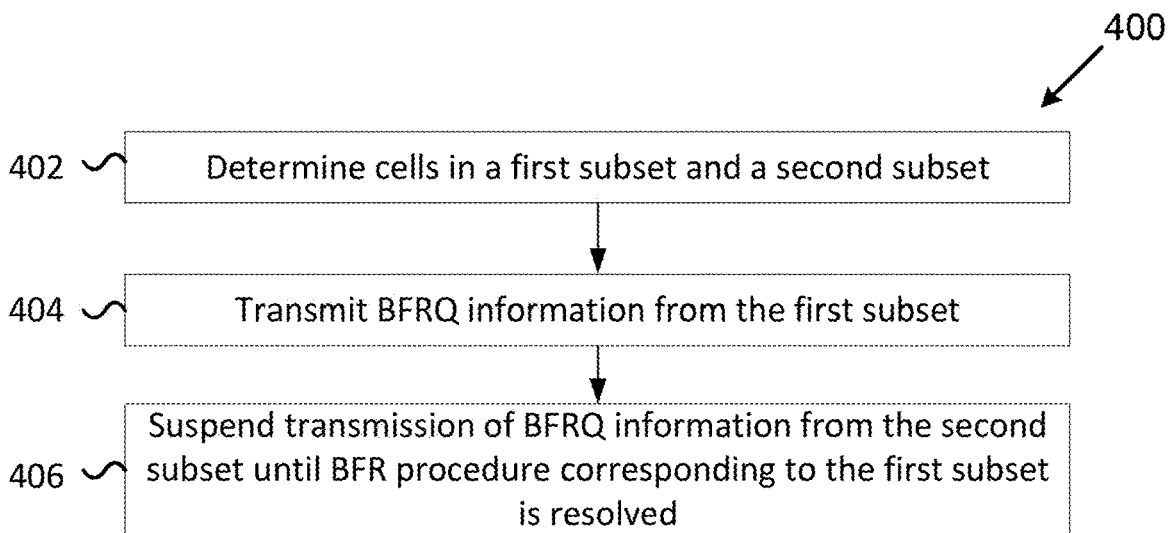 400
402 Determine cells in a first subset and a second subset
404 Transmit BFRQ information from the first subset
Suspend transmission of BFRQ information from the second
406 subset until BFR procedure corresponding to the first subset
is resolved